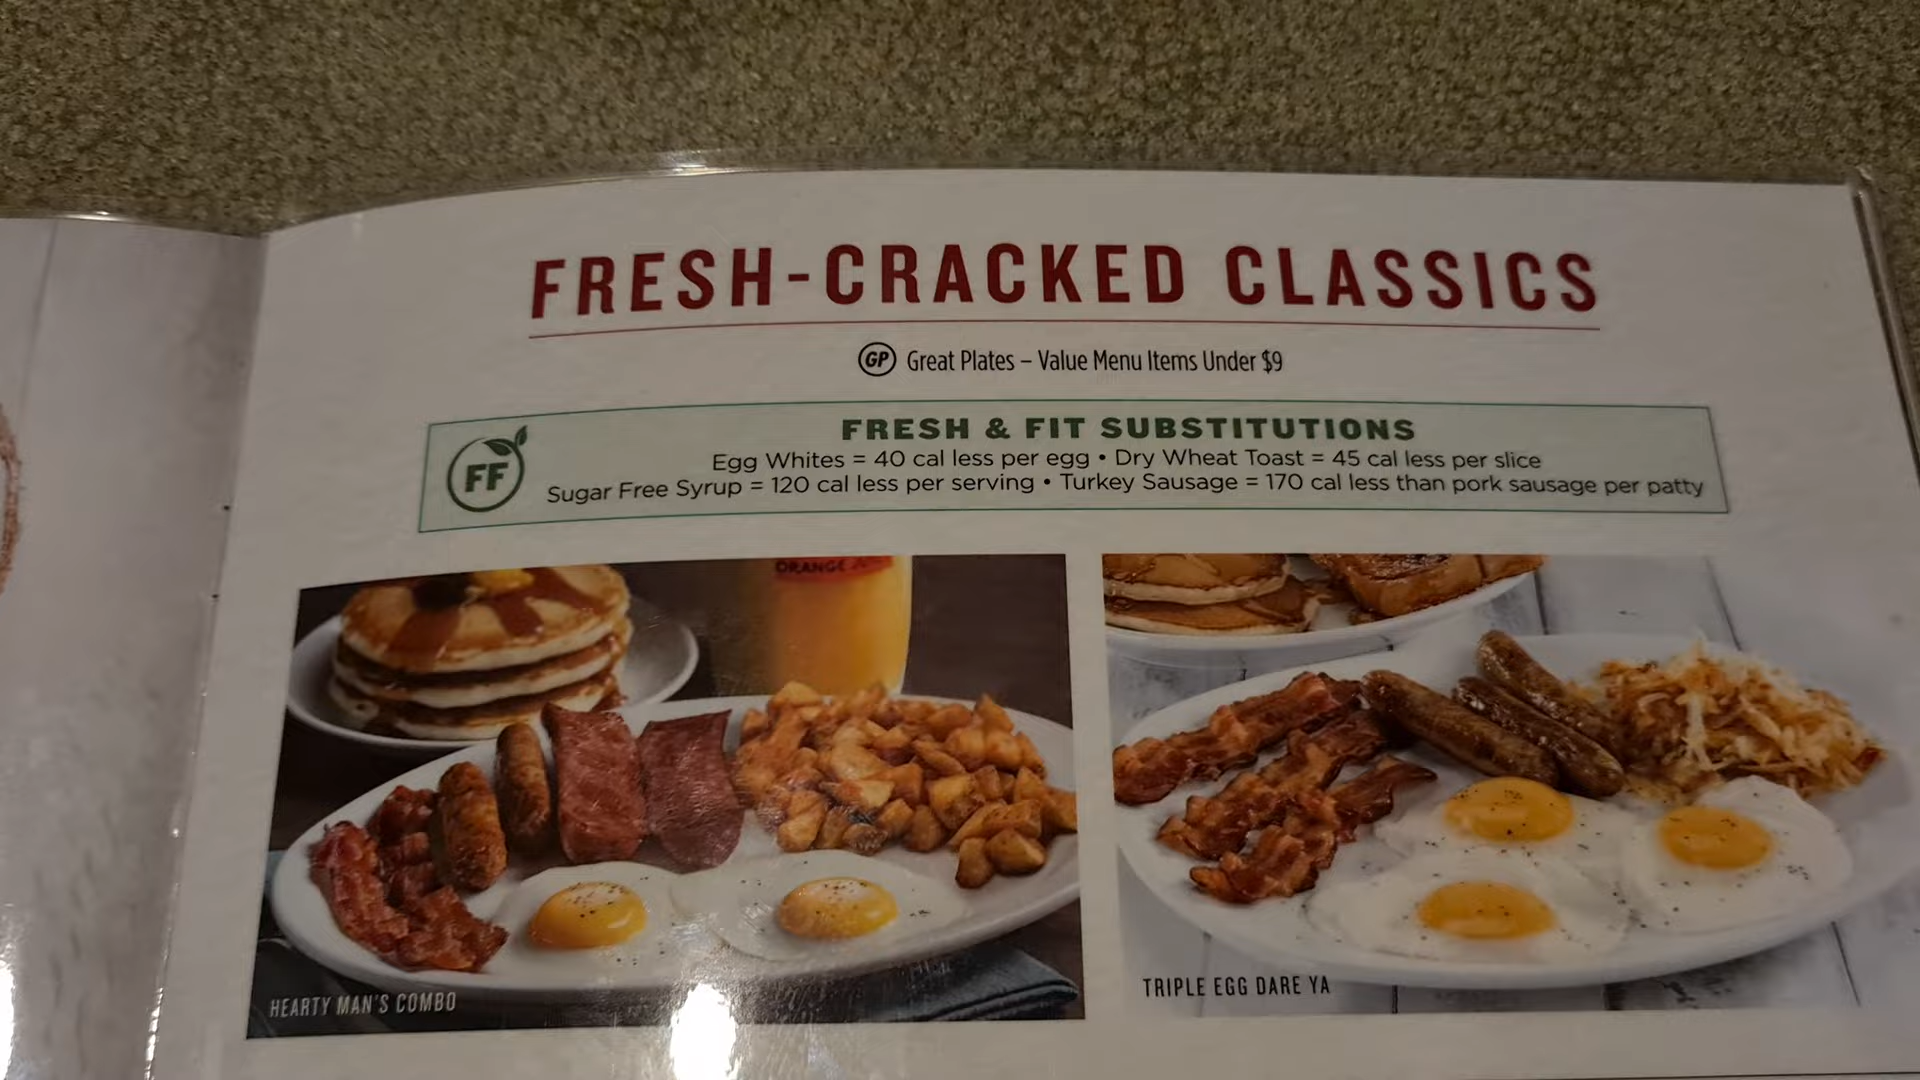 FRESH-CRACKED CLASSICS
GP Great Plates – Value Menu Items Under $9
FRESH & FIT SUBSTITUTIONS
FF
Egg Whites = 40 cal less per egg • Dry Wheat Toast = 45 cal less per slice
Sugar Free Syrup = 120 cal less per serving • Turkey Sausage = 170 cal less than pork sausage per patty
ORANGE
HEARTY MAN'S COMBO
TRIPLE EGG DARE YA